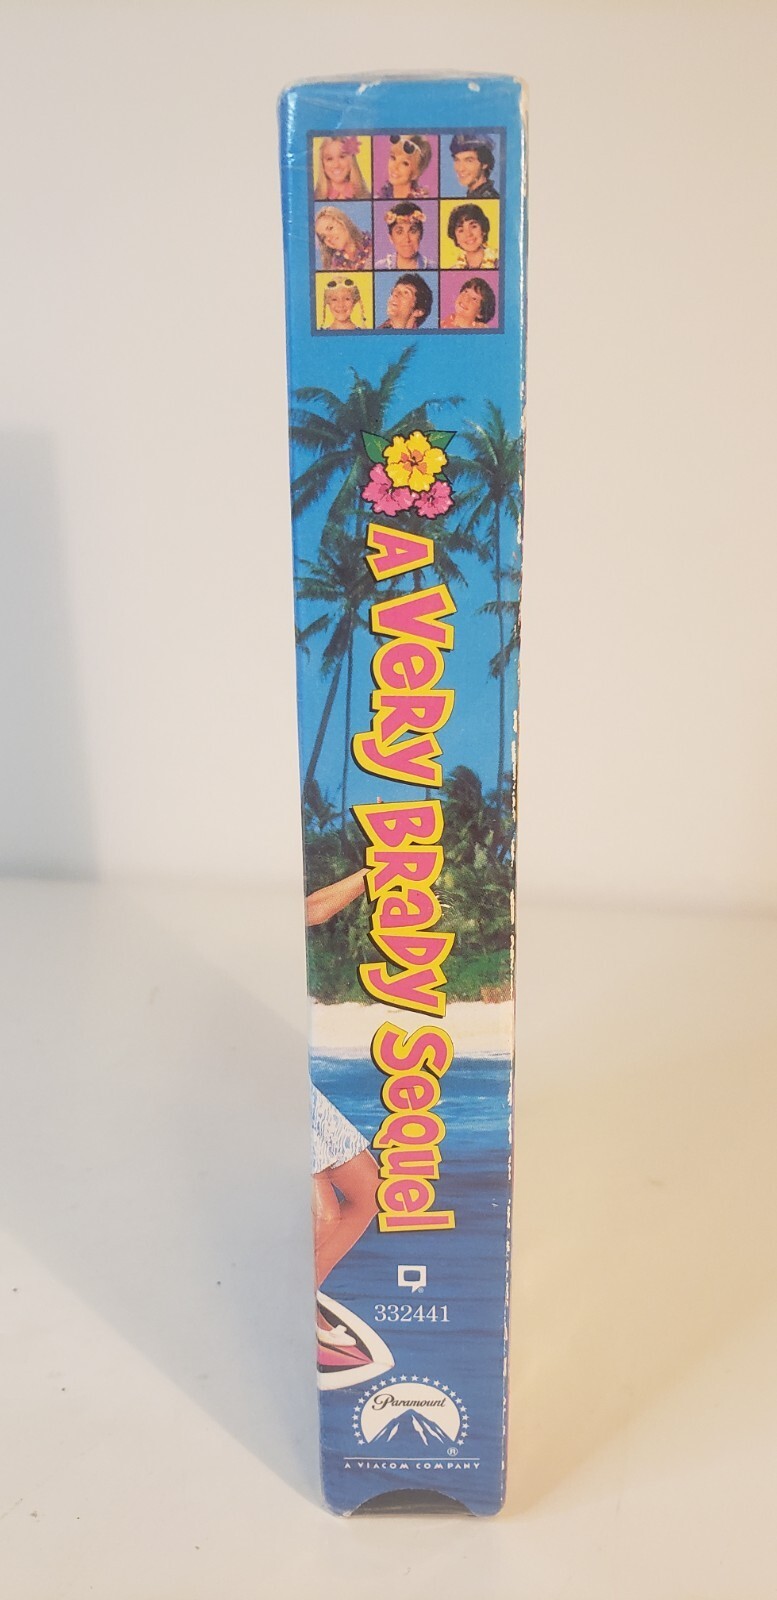 A Very Brady Sequel
332441
Paramount
®
A VIACOM COMPANY